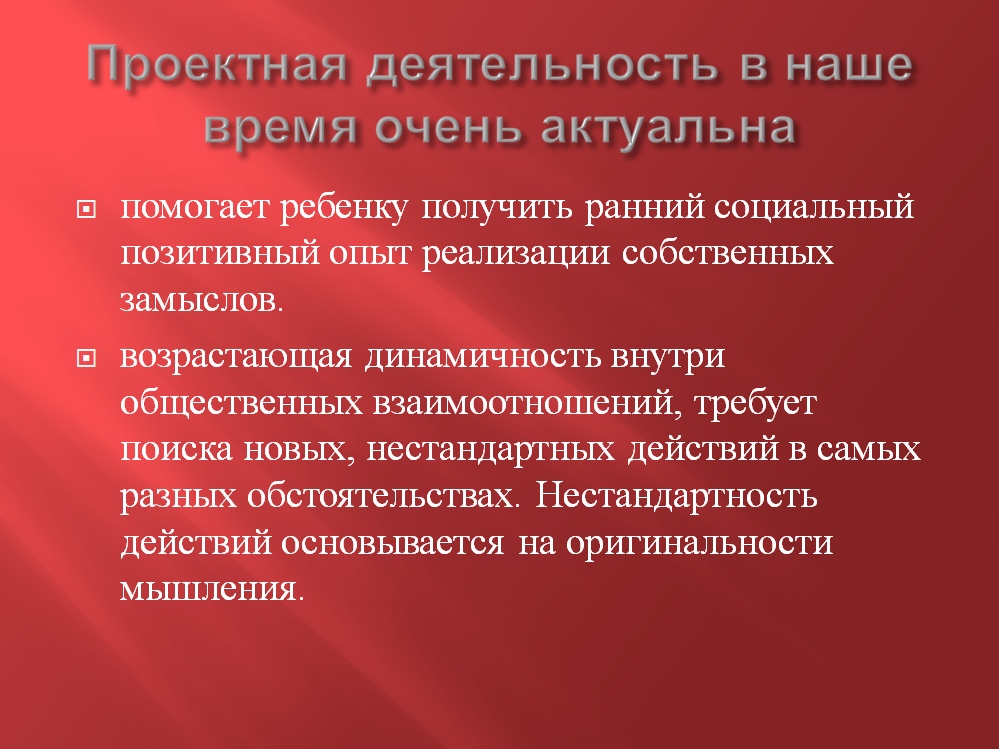 Проектная деятельность в наше
время очень актуальна
помогает ребенку получить ранний социальный
позитивный опыт реализации собственных
замыслов.
возрастающая динамичность внутри
общественных взаимоотношений, требует
поиска новых, нестандартных действий в самых
разных обстоятельствах. Нестандартность
действий основывается на оригинальности
мышления.